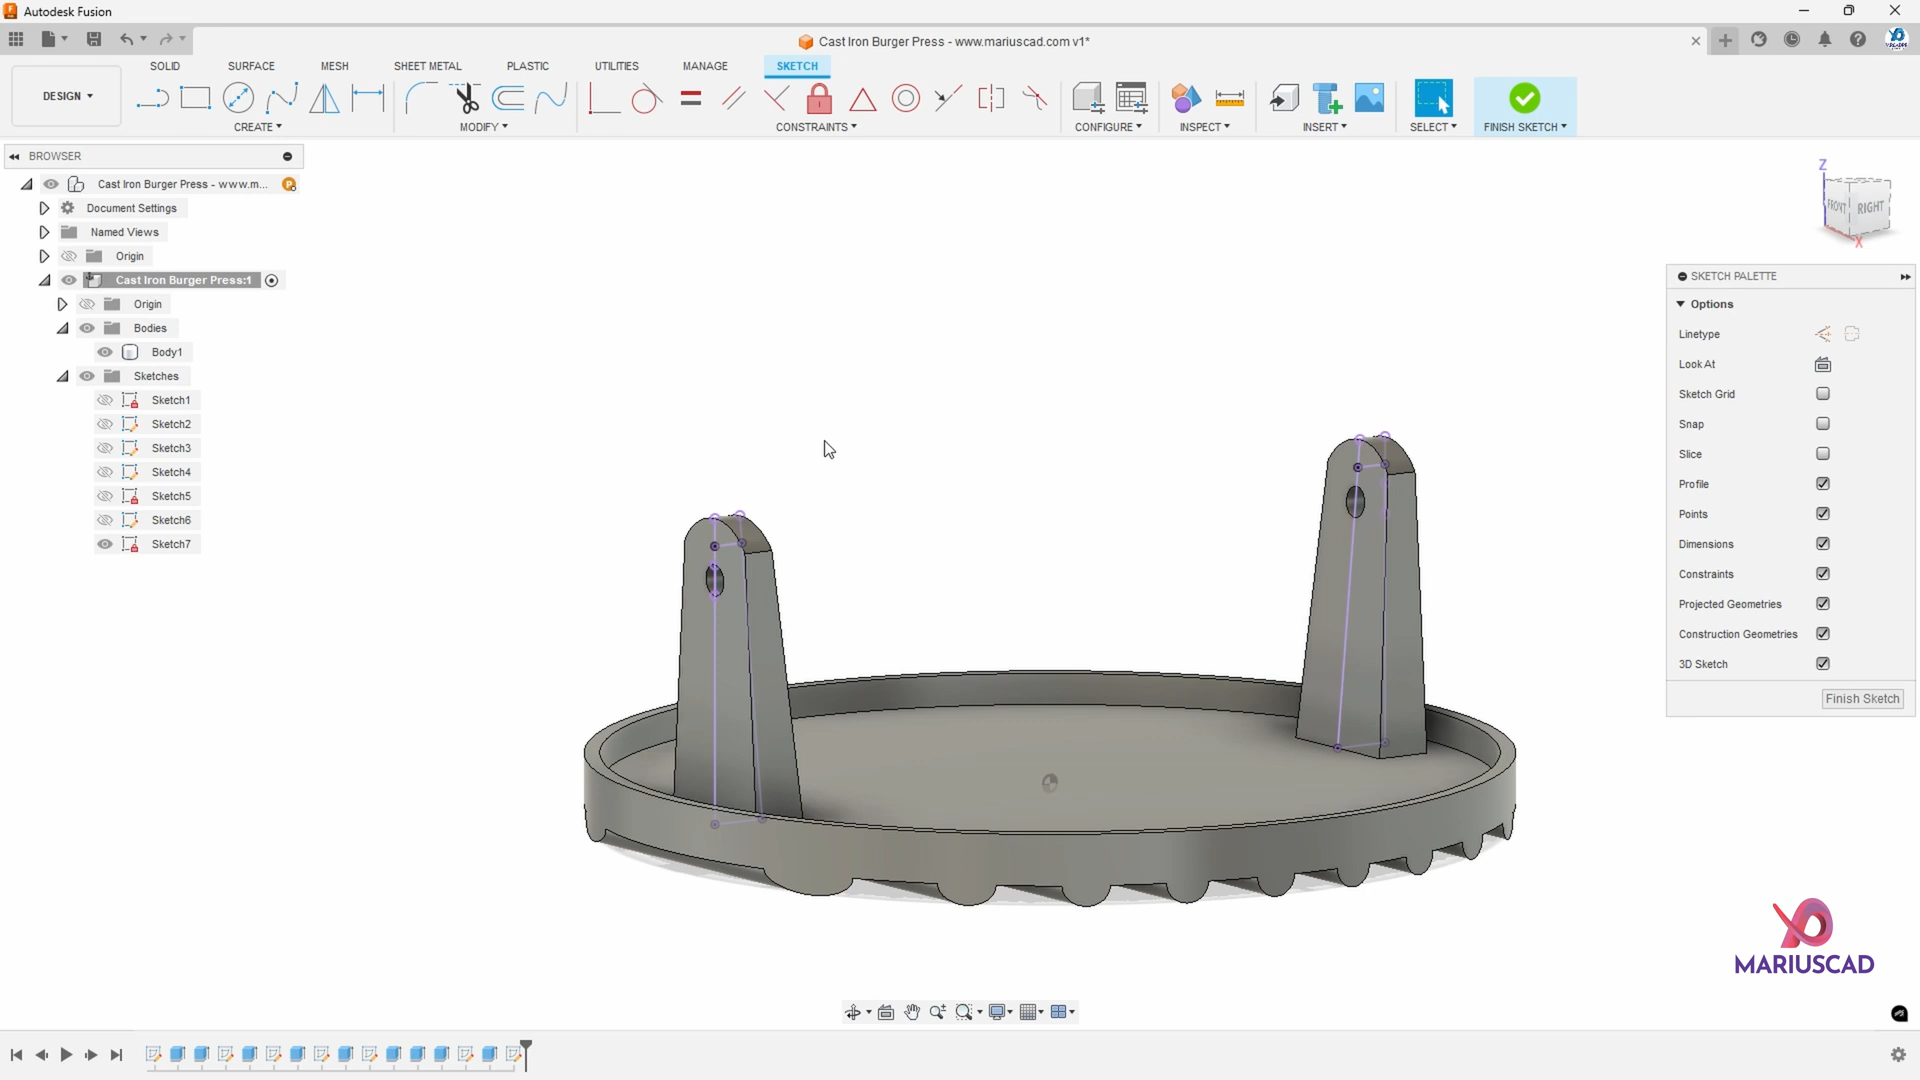 Autodesk Fusion
Cast Iron Burger Press - www.mariuscad.com v1*
SOLID
SURFACE
MESH
SHEET METAL
PLASTIC
UTILITIES
MANAGE
SKETCH
DESIGN
CREATE
MODIFY
CONSTRAINTS
CONFIGURE
INSPECT
INSERT
SELECT
FINISH SKETCH
BROWSER
Cast Iron Burger Press - www.m...
Document Settings
Named Views
Origin
Cast Iron Burger Press:1
Origin
Bodies
Body1
Sketches
Sketch1
Sketch2
Sketch3
Sketch4
Sketch5
Sketch6
Sketch7
Z
FRONT
RIGHT
X
SKETCH PALETTE
Options
Linetype
Look At
Sketch Grid
Snap
Slice
Profile
Points
Dimensions
Constraints
Projected Geometries
Construction Geometries
3D Sketch
Finish Sketch
MARIUSCAD